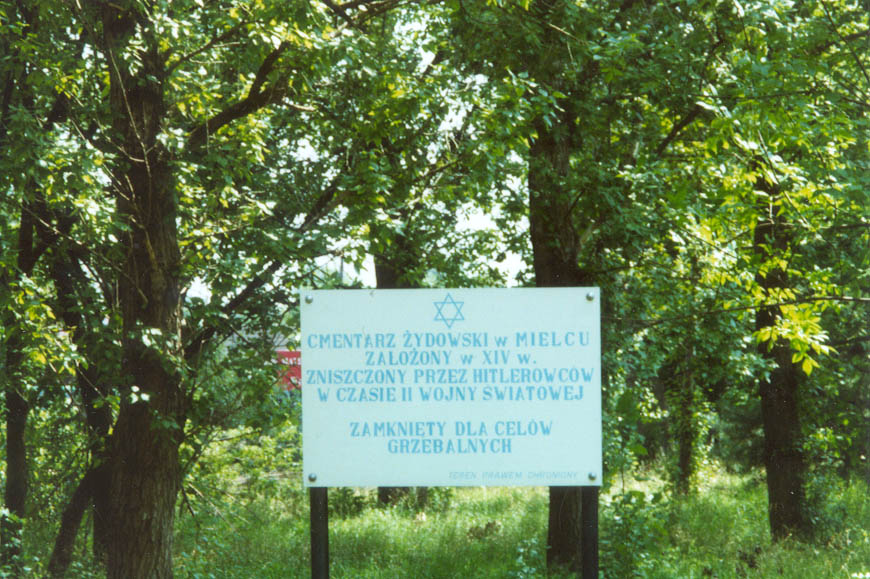 CMENTARZ ŻYDOWSKI w MIELCU
ZAŁOŻONY w XIV w.
ZNISZCZONY PRZEZ HITLEROWCÓW
W CZASIE II WOJNY ŚWIATOWEJ
ZAMKNIĘTY DLA CELÓW
GRZEBALNYCH
TEREN PRAWEM CHRONIONY